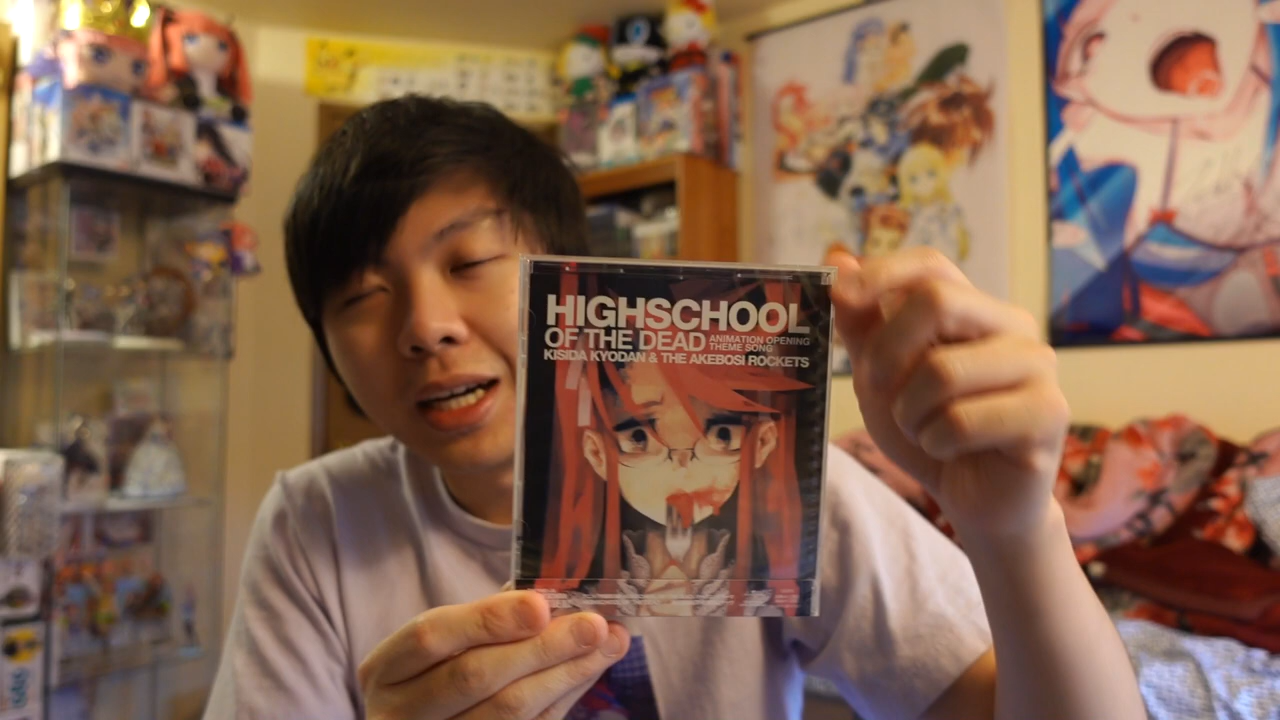 HIGHSCHOOL
OF THE DEAD
ANIMATION OPENING
THEME SONG
KISIDA KYODAN & THE AKEBOSI ROCKETS